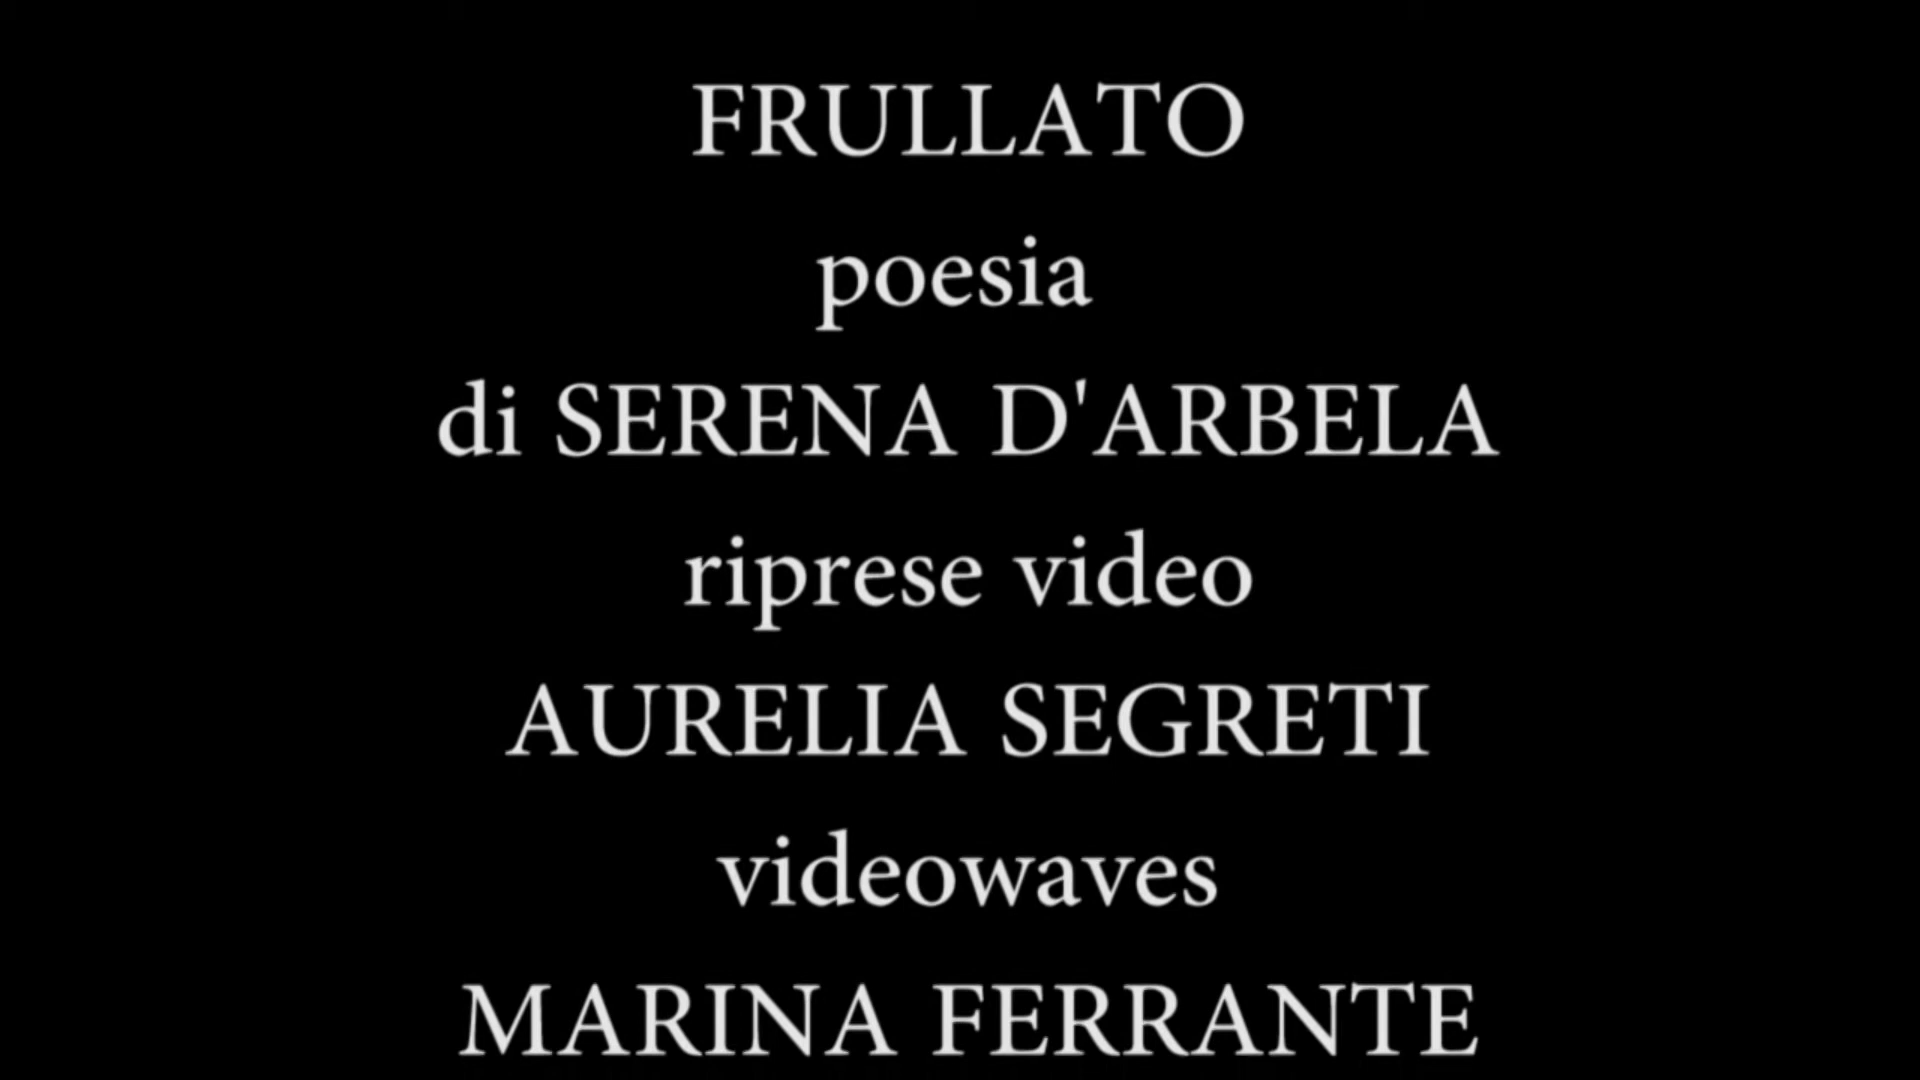 FRULLATO
poesia
di SERENA D'ARBELA
riprese video
AURELIA SEGRETI
videowaves
MARINA FERRANTE